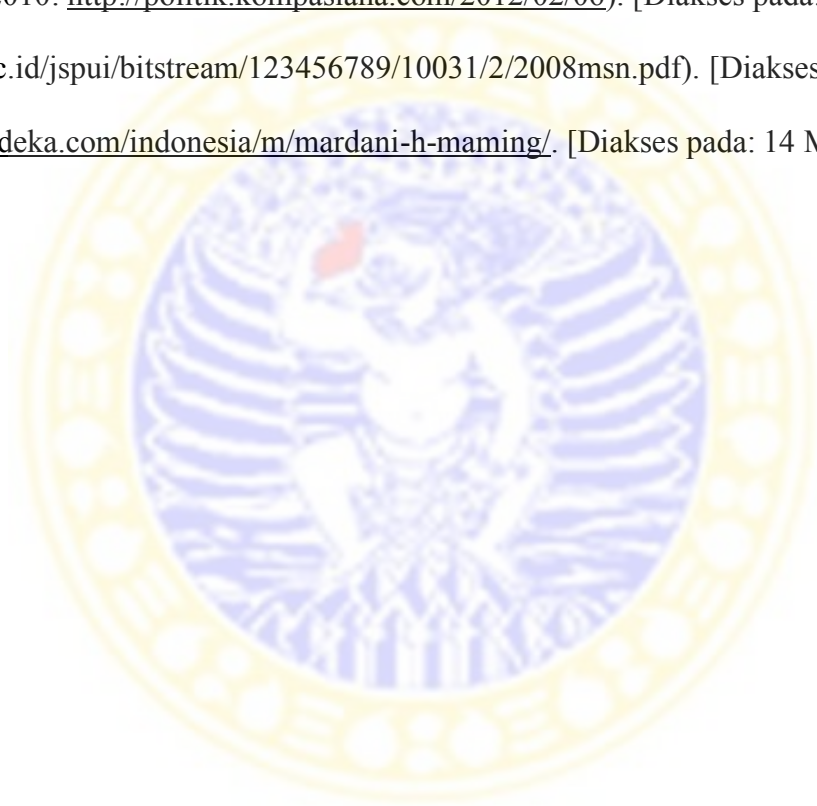 2010. http://politik.kompasiana.com/2012/02/06). [Diakses pada:
c.id/jspui/bitstream/123456789/10031/2/2008msn.pdf). [Diakses
deka.com/indonesia/m/mardani-h-maming/. [Diakses pada: 14 M